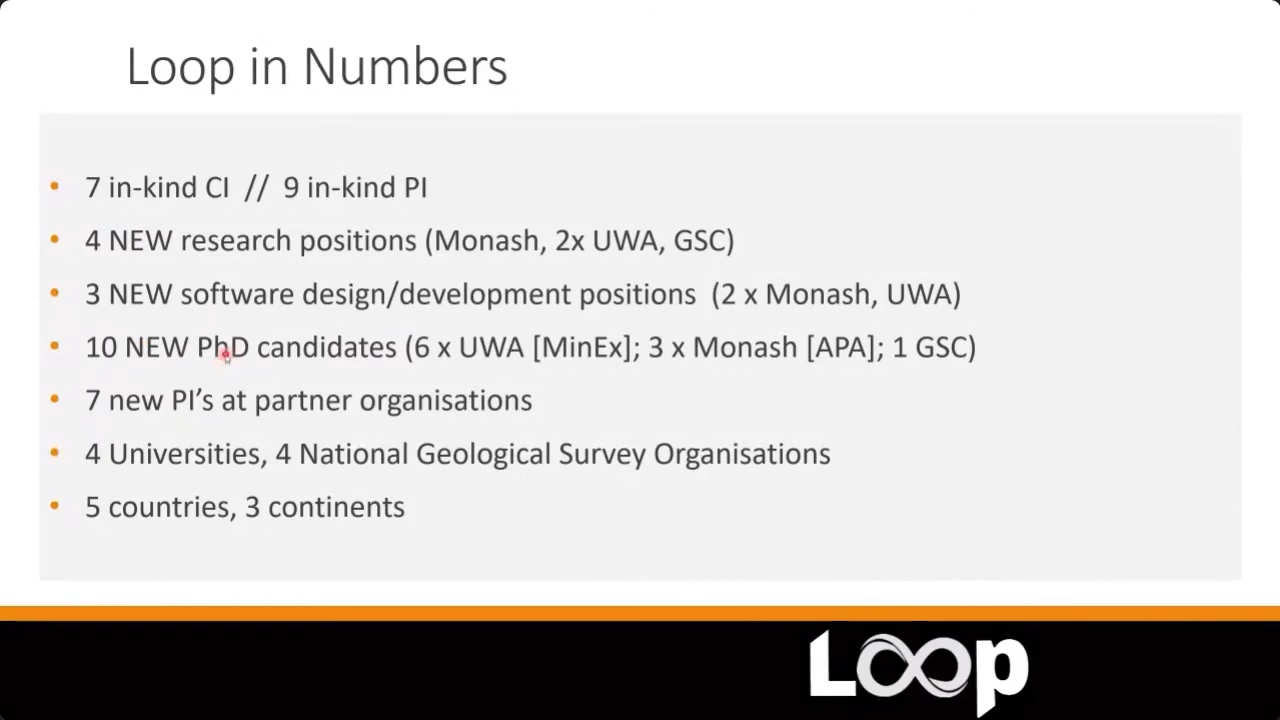 Loop in Numbers
• 7 in-kind CI // 9 in-kind PI
• 4 NEW research positions (Monash, 2x UWA, GSC)
• 3 NEW software design/development positions (2 x Monash, UWA)
• 10 NEW PhD candidates (6 x UWA [MinEx]; 3 x Monash [APA]; 1 GSC)
• 7 new PI’s at partner organisations
• 4 Universities, 4 National Geological Survey Organisations
• 5 countries, 3 continents
Loop